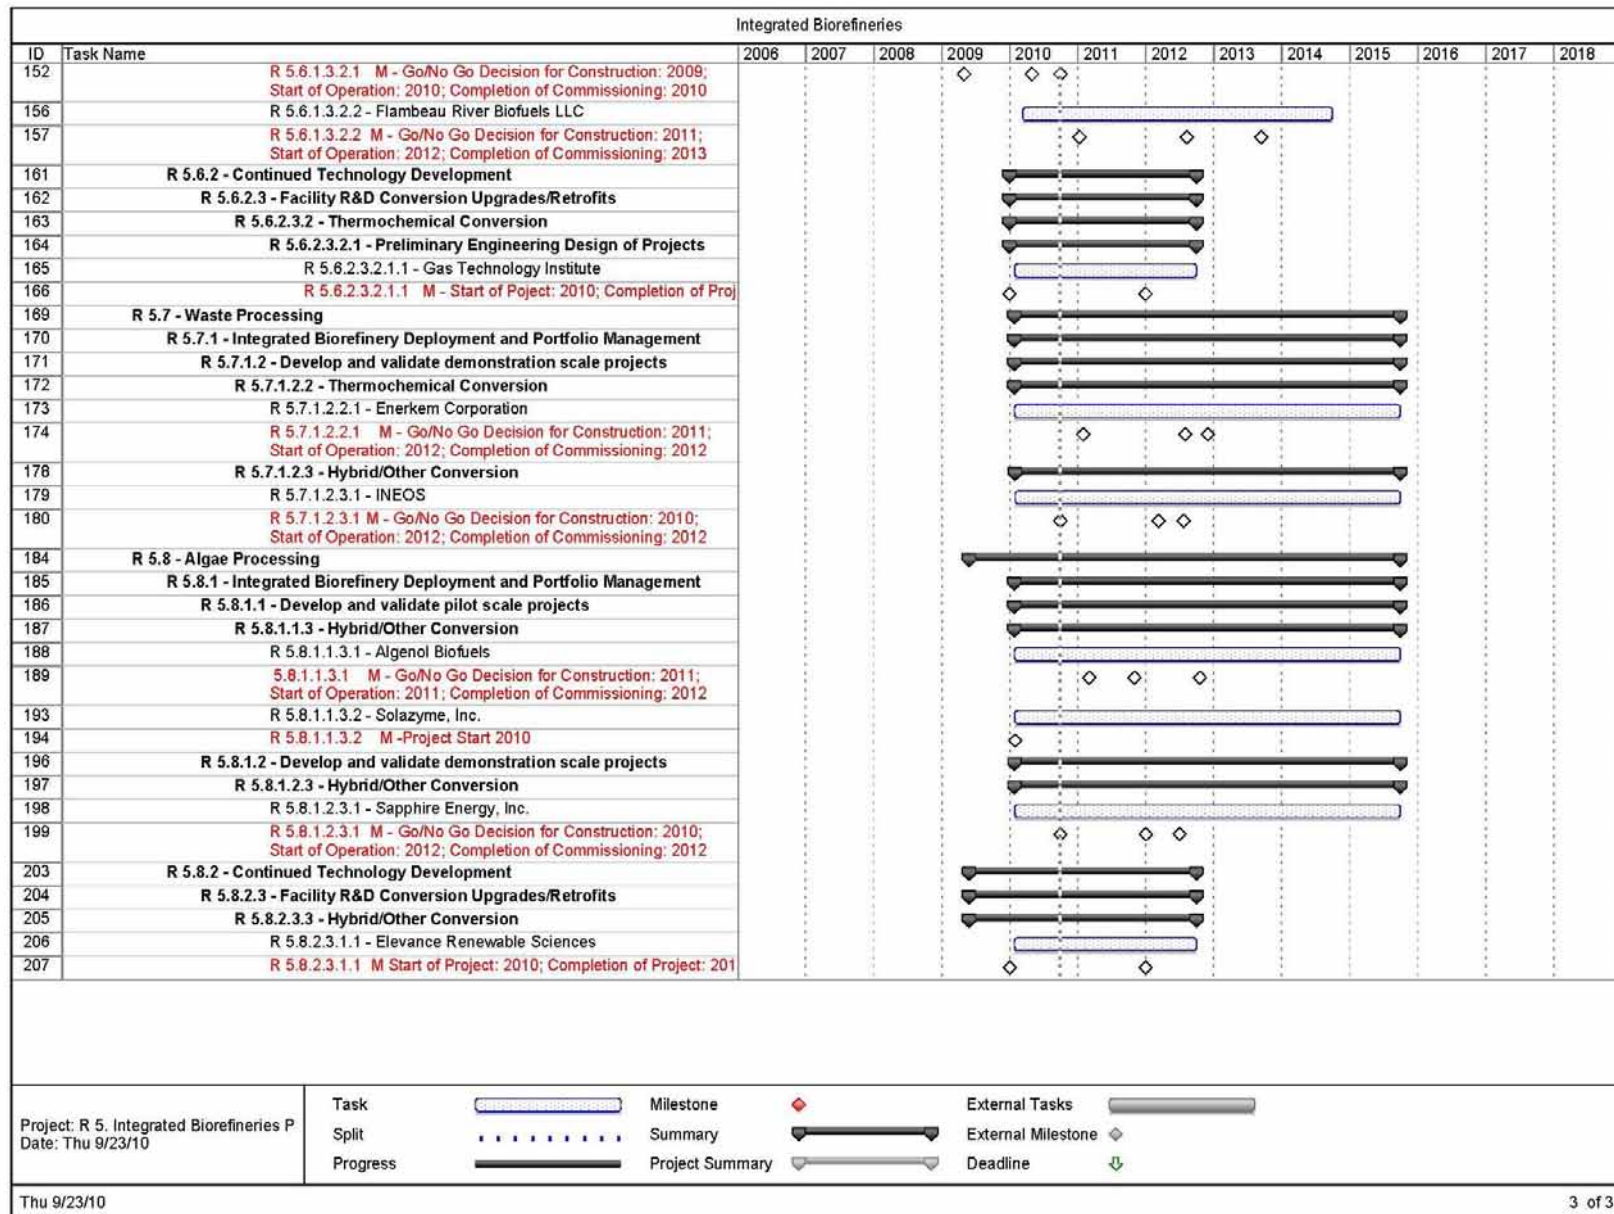 Integrated Biorefineries
ID Task Name 2006 2007 2008 2009 2010 2011 2012 2013 2014 2015 2016 2017 2018
152 R 5.6.1.3.2.1 M - Go/No Go Decision for Construction: 2009;
Start of Operation: 2010; Completion of Commissioning: 2010
156 R 5.6.1.3.2.2 - Flambeau River Biofuels LLC
157 R 5.6.1.3.2.2 M - Go/No Go Decision for Construction: 2011;
Start of Operation: 2012; Completion of Commissioning: 2013
161 R 5.6.2 - Continued Technology Development
162 R 5.6.2.3 - Facility R&D Conversion Upgrades/Retrofits
163 R 5.6.2.3.2 - Thermochemical Conversion
164 R 5.6.2.3.2.1 - Preliminary Engineering Design of Projects
165 R 5.6.2.3.2.1.1 - Gas Technology Institute
166 R 5.6.2.3.2.1.1 M - Start of Poject: 2010; Completion of Proj
169 R 5.7 - Waste Processing
170 R 5.7.1 - Integrated Biorefinery Deployment and Portfolio Management
171 R 5.7.1.2 - Develop and validate demonstration scale projects
172 R 5.7.1.2.2 - Thermochemical Conversion
173 R 5.7.1.2.2.1 - Enerkem Corporation
174 R 5.7.1.2.2.1 M - Go/No Go Decision for Construction: 2011;
Start of Operation: 2012; Completion of Commissioning: 2012
178 R 5.7.1.2.3 - Hybrid/Other Conversion
179 R 5.7.1.2.3.1 - INEOS
180 R 5.7.1.2.3.1 M - Go/No Go Decision for Construction: 2010;
Start of Operation: 2012; Completion of Commissioning: 2012
184 R 5.8 - Algae Processing
185 R 5.8.1 - Integrated Biorefinery Deployment and Portfolio Management
186 R 5.8.1.1 - Develop and validate pilot scale projects
187 R 5.8.1.1.3 - Hybrid/Other Conversion
188 R 5.8.1.1.3.1 - Algenol Biofuels
189 5.8.1.1.3.1 M - Go/No Go Decision for Construction: 2011;
Start of Operation: 2011; Completion of Commissioning: 2012
193 R 5.8.1.1.3.2 - Solazyme, Inc.
194 R 5.8.1.1.3.2 M -Project Start 2010
196 R 5.8.1.2 - Develop and validate demonstration scale projects
197 R 5.8.1.2.3 - Hybrid/Other Conversion
198 R 5.8.1.2.3.1 - Sapphire Energy, Inc.
199 R 5.8.1.2.3.1 M - Go/No Go Decision for Construction: 2010;
Start of Operation: 2012; Completion of Commissioning: 2012
203 R 5.8.2 - Continued Technology Development
204 R 5.8.2.3 - Facility R&D Conversion Upgrades/Retrofits
205 R 5.8.2.3.3 - Hybrid/Other Conversion
206 R 5.8.2.3.1.1 - Elevance Renewable Sciences
207 R 5.8.2.3.1.1 M Start of Project: 2010; Completion of Project: 201
Project: R 5. Integrated Biorefineries P
Date: Thu 9/23/10
Task Milestone External Tasks
Split Summary External Milestone
Progress Project Summary Deadline
Thu 9/23/10 3 of 3